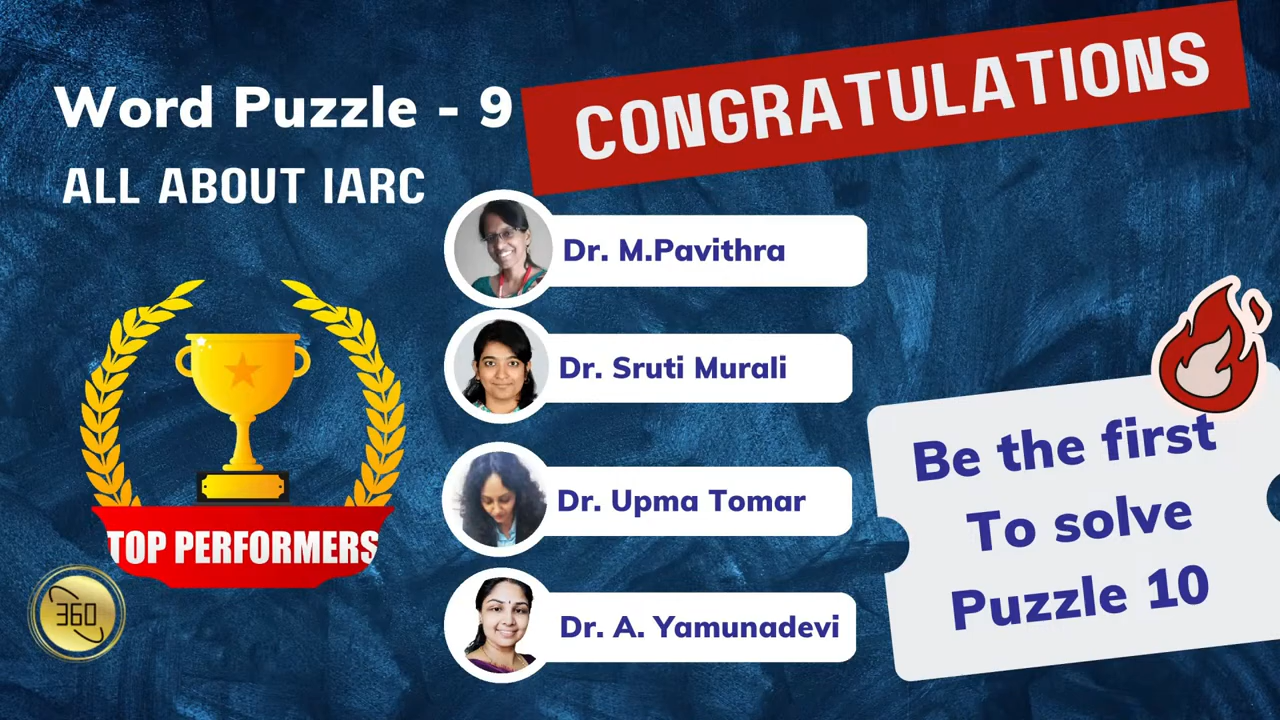 Word Puzzle - 9
CONGRATULATIONS
ALL ABOUT IARC
Dr. M.Pavithra
Dr. Sruti Murali
Dr. Upma Tomar
Dr. A. Yamunadevi
TOP PERFORMERS
360
Be the first
To solve
Puzzle 10